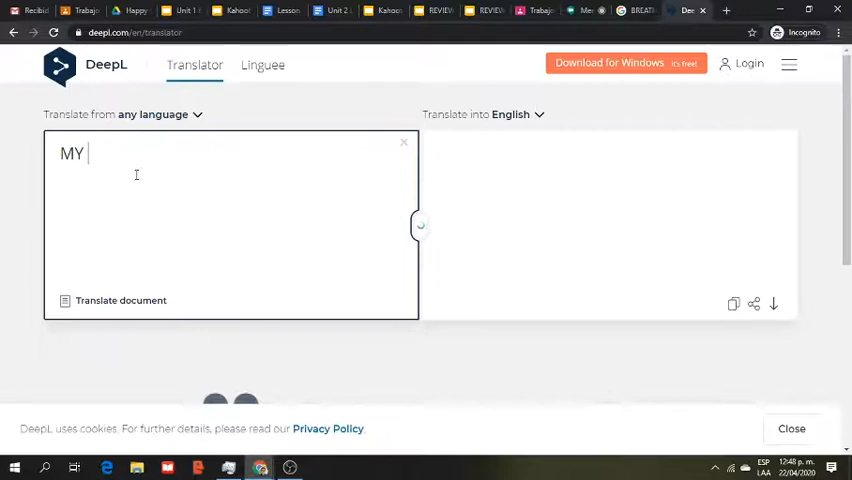 Recibid
Trabajo
Happy
Unit 1 
Kahoot
Lesson
Unit 2
Kahoo
REVIEW
REVIEW
Trabajo
Me
BREATH
Dee
deepl.com/en/translator
Incognito
DeepL
Translator
Linguee
Download for Windows It's free!
Login
Translate from any language
Translate into English
MY
Translate document
DeepL uses cookies. For further details, please read our Privacy Policy.
Close
ESP
LAA
12:48 p. m.
22/04/2020